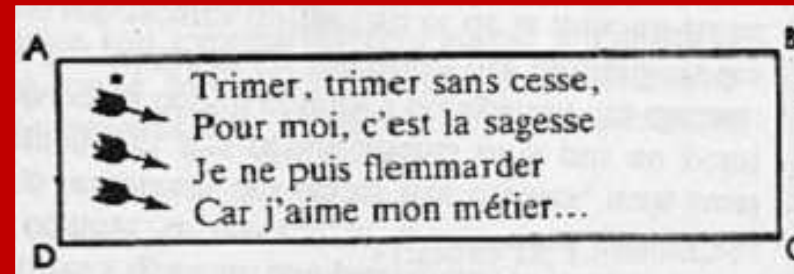 A B
Trimer, trimer sans cesse,
Pour moi, c'est la sagesse
Je ne puis flemmarder
Car j'aime mon métier...
D C